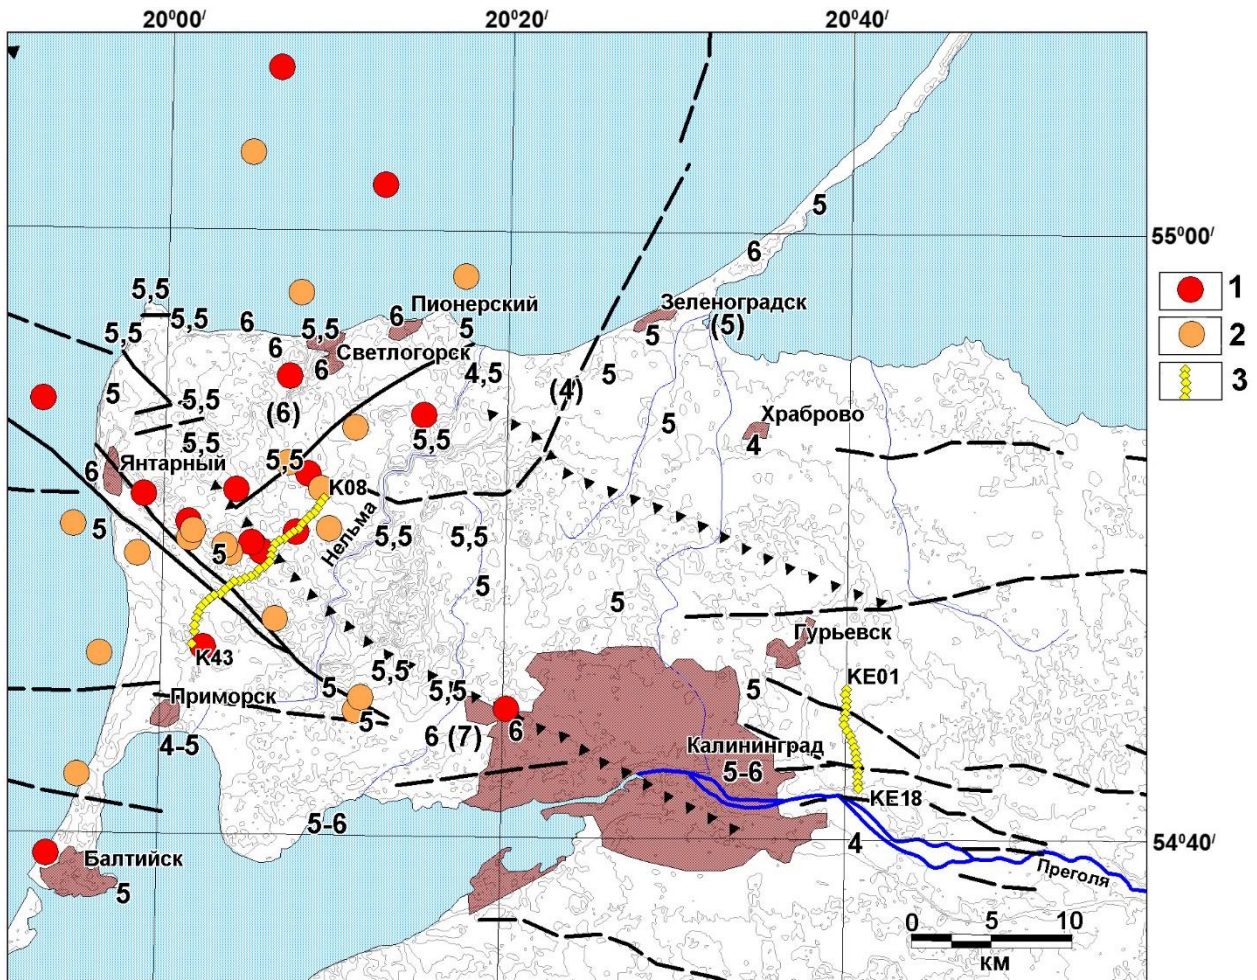 20⁰00′ 20⁰20′ 20⁰40′
5
6
55⁰00′
5,5
5,5 5,5 6 5,5 6 Пионерский 5 Зеленоградск
5 (5)
6 Светлогорск
6
4,5 5
(4)
1
2
3
5 5,5 (6)
5 Храброво
4
5,5 5,5
5,5
Янтарный
6
K08
5 Нельма 5,5 5,5
5
5 5
Гурьевск
K43
5,5
5 5,5 5 KE01
Приморск
5
4-5
6 (7) 6
Калининград
5-6
KE18
5-6
4 54⁰40′
Балтийск
5
Преголя
0 5 10
км